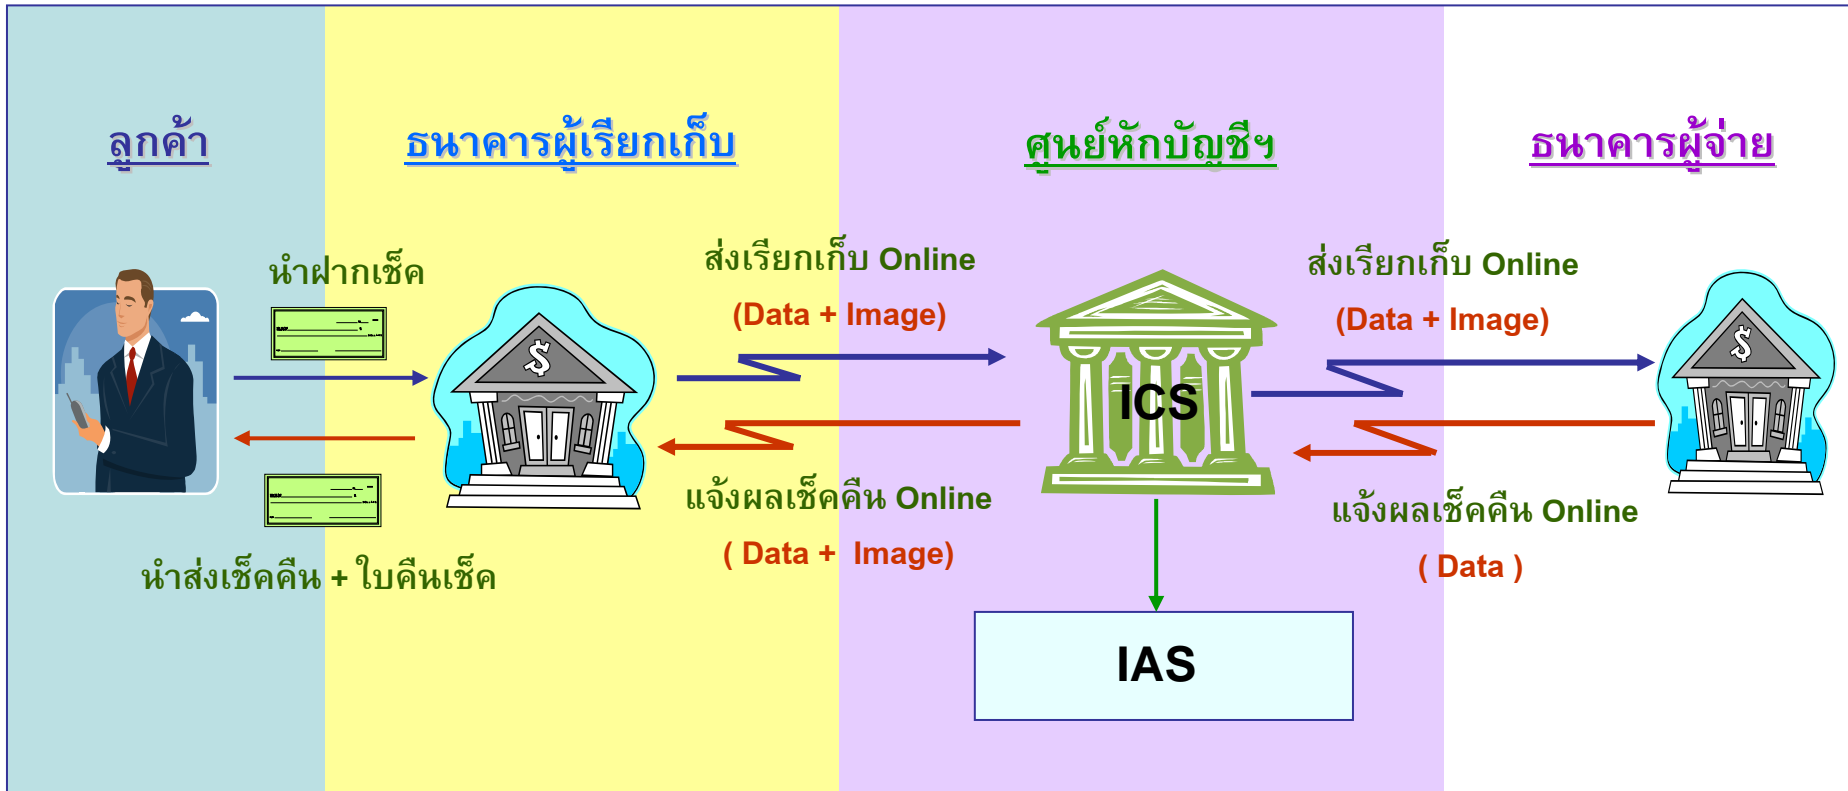 ลูกค้า
ธนาคารผู้เรียกเก็บ
ศูนย์หักบัญชีฯ
ธนาคารผู้จ่าย
นำฝากเช็ค
ส่งเรียกเก็บ Online
(Data + Image)
ส่งเรียกเก็บ Online
(Data + Image)
$
ICS
$
นำส่งเช็คคืน + ใบคืนเช็ค
แจ้งผลเช็คคืน Online
( Data + Image)
แจ้งผลเช็คคืน Online
( Data )
IAS